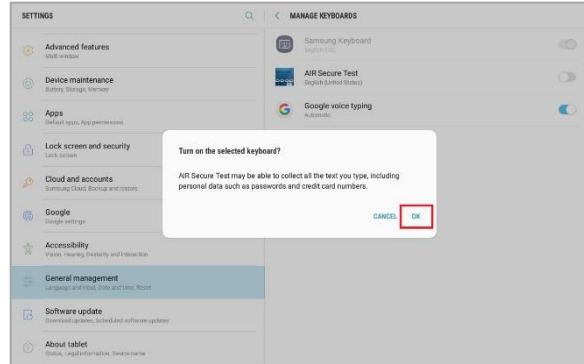 SETTINGS
Advanced features
Multi window
Device maintenance
Battery, Storage, Memory
Apps
Default apps, App permissions
Lock screen and security
Lock screen
Cloud and accounts
Samsung Cloud, Backup and restore
Google
Google settings
Accessibility
Vision, Hearing, Dexterity and interaction
General management
Language and input, Date and time, Reset
Software update
Download updates, Scheduled software updates
About tablet
Status, Legal information, Device name
MANAGE KEYBOARDS
Samsung Keyboard
English (US)
AIR Secure Test
English (United States)
Google voice typing
Automatic
Turn on the selected keyboard?
AIR Secure Test may be able to collect all the text you type, including
personal data such as passwords and credit card numbers.
CANCEL OK